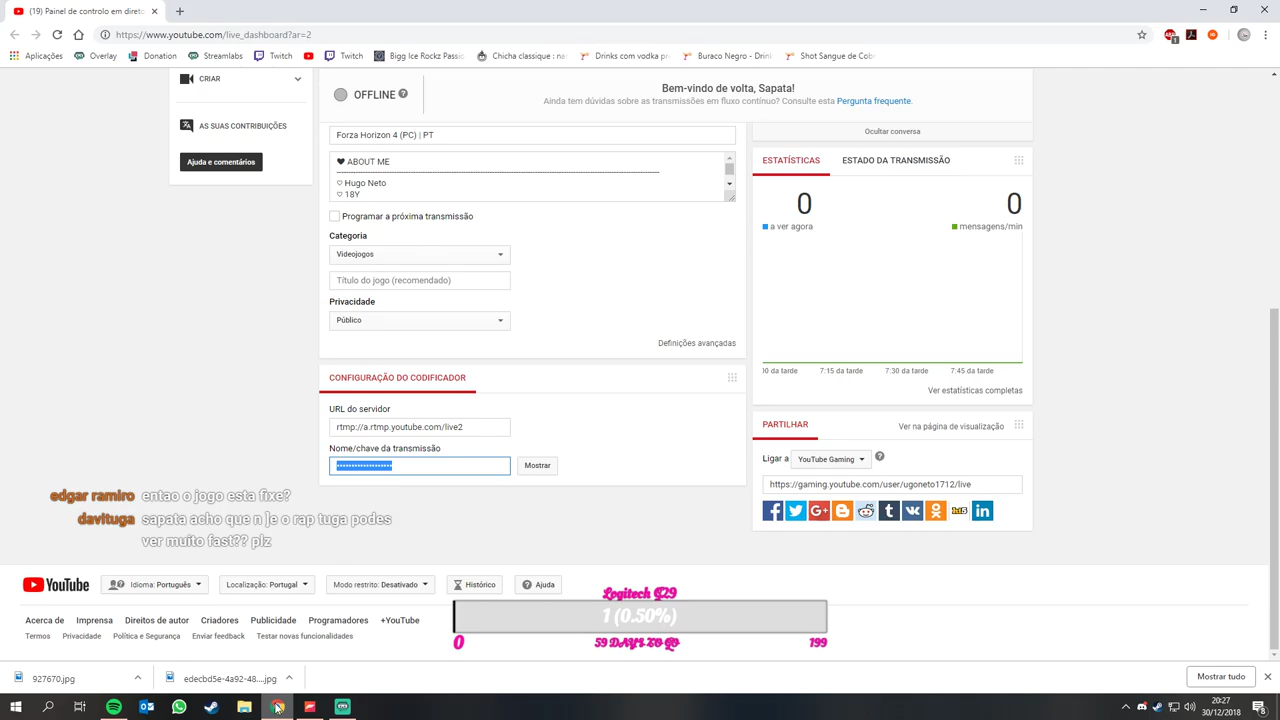 (19) Painel de controlo em direto
https://www.youtube.com/live_dashboard?ar=2
Aplicações
Overlay
Donation
Streamlabs
Twitch
Twitch
Bigg Ice Rockz Passio
Chicha classique : na
Drinks com vodka pre
Buraco Negro - Drink
Shot Sangue de Cobr
CRIAR
AS SUAS CONTRIBUIÇÕES
Ajuda e comentários
OFFLINE
Bem-vindo de volta, Sapata!
Ainda tem dúvidas sobre as transmissões em fluxo contínuo? Consulte esta Pergunta frequente.
Forza Horizon 4 (PC) | PT
♥ ABOUT ME
♡ Hugo Neto
♡ 18Y
Programar a próxima transmissão
Categoria
Videojogos
Título do jogo (recomendado)
Privacidade
Público
Definições avançadas
CONFIGURAÇÃO DO CODIFICADOR
URL do servidor
rtmp://a.rtmp.youtube.com/live2
Nome/chave da transmissão
Mostrar
Ocultar conversa
ESTATÍSTICAS
ESTADO DA TRANSMISSÃO
0
a ver agora
0
mensagens/min
00 da tarde
7:15 da tarde
7:30 da tarde
7:45 da tarde
Ver estatísticas completas
PARTILHAR
Ver na página de visualização
Ligar a
YouTube Gaming
https://gaming.youtube.com/user/ugoneto1712/live
edgar ramiro entao o jogo esta fixe?
davituga sapata acho que n )e + rap tuga podes
ver muito fast?? plz
YouTube
Idioma: Português
Localização: Portugal
Modo restrito: Desativado
Histórico
Ajuda
Acerca de
Imprensa
Direitos de autor
Criadores
Publicidade
Programadores
+YouTube
Termos
Privacidade
Política e Segurança
Enviar feedback
Testar novas funcionalidades
Logitech G29
1 (0.50%)
0
59 DAYS TO GO
199
927670.jpg
edecbd5e-4a92-48....jpg
Mostrar tudo
20:27
30/12/2018